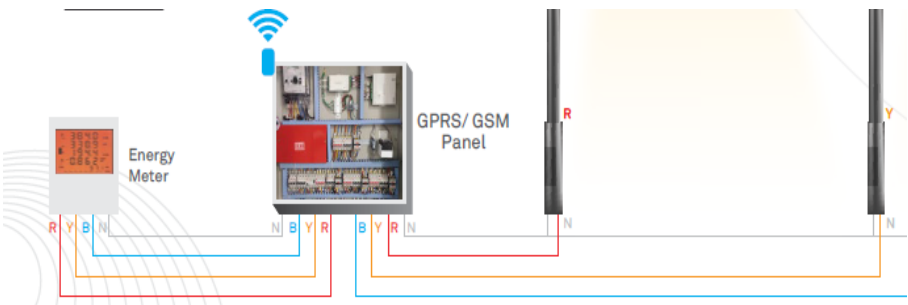 GPRS/ GSM
Panel
Energy
Meter
R
Y
R Y B N
N B Y R
B Y R N
N
N